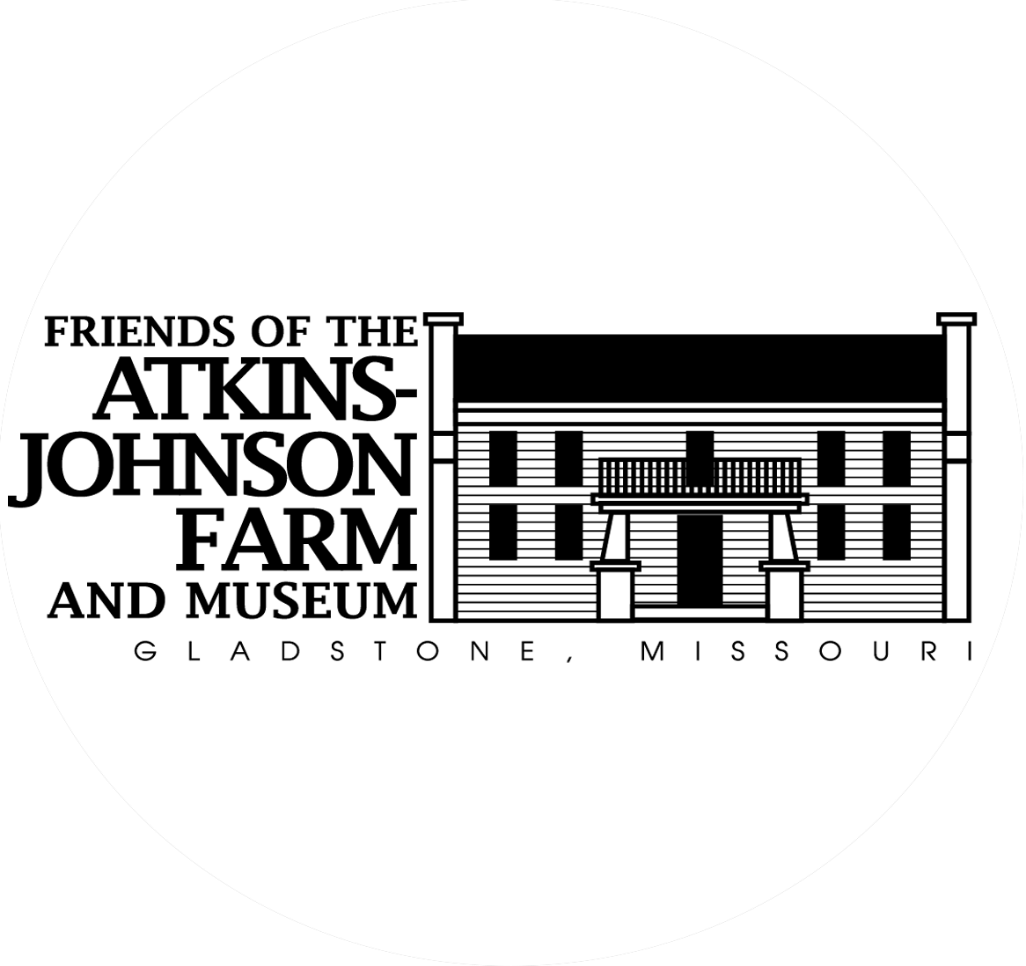 FRIENDS OF THE
ATKINS-
JOHNSON
FARM
AND MUSEUM
GLADSTONE, MISSOURI